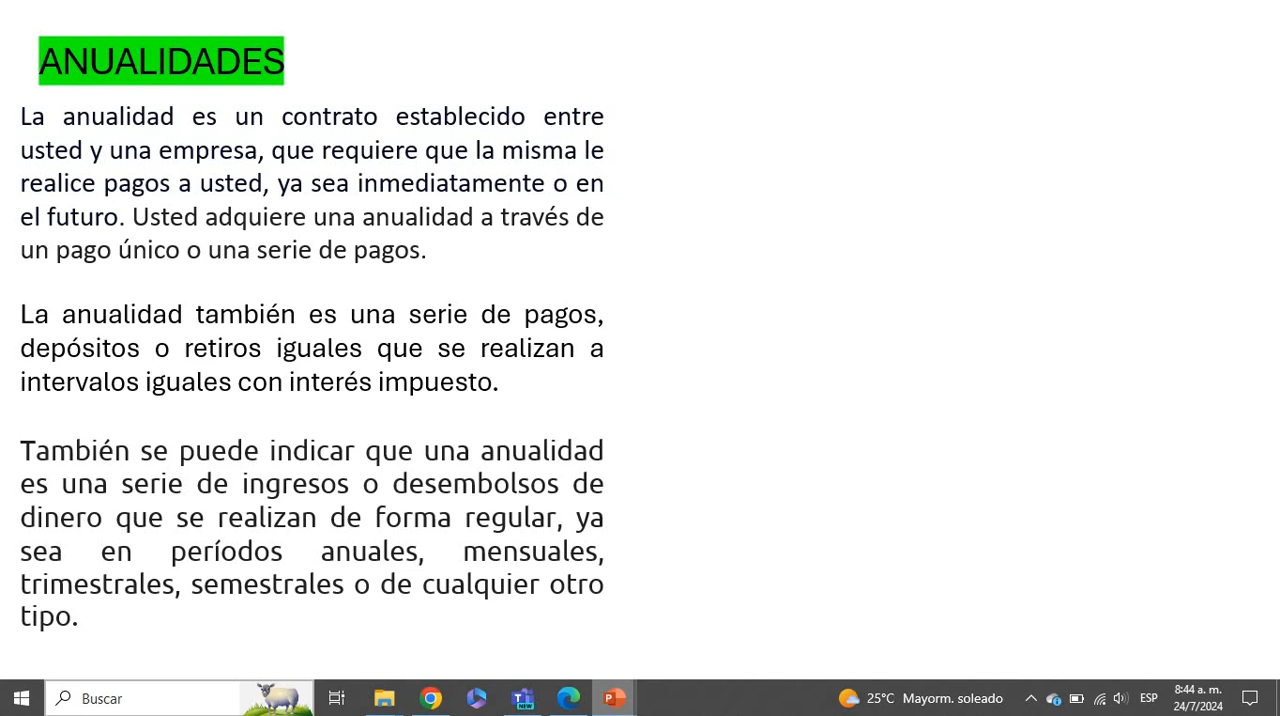 ANUALIDADES
La anualidad es un contrato establecido entre
usted y una empresa, que requiere que la misma le
realice pagos a usted, ya sea inmediatamente o en
el futuro. Usted adquiere una anualidad a través de
un pago único o una serie de pagos.
La anualidad también es una serie de pagos,
depósitos o retiros iguales que se realizan a
intervalos iguales con interés impuesto.
También se puede indicar que una anualidad
es una serie de ingresos o desembolsos de
dinero que se realizan de forma regular, ya
sea en períodos anuales, mensuales,
trimestrales, semestrales o de cualquier otro
tipo.
Buscar
NEW
25°C Mayorm. soleado
ESP
8:44 a. m.
24/7/2024